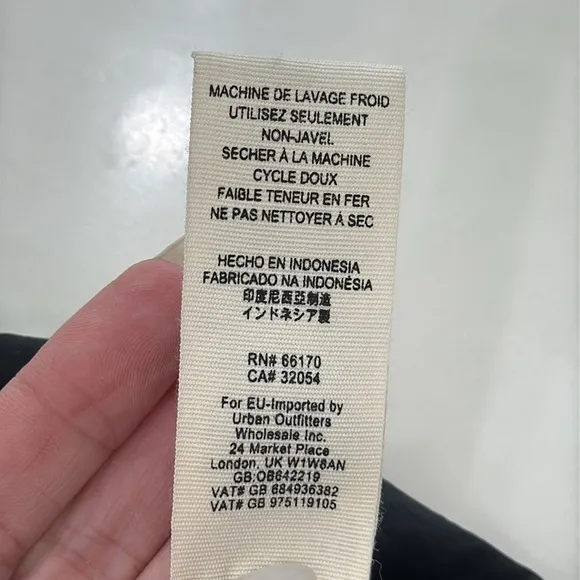 MACHINE DE LAVAGE FROID
UTILISEZ SEULEMENT
NON-JAVEL
SECHER À LA MACHINE
CYCLE DOUX
FAIBLE TENEUR EN FER
NE PAS NETTOYER À SEC
HECHO EN INDONESIA
FABRICADO NA INDONÉSIA
印度尼西亞制造
インドネシア製
RN# 66170
CA# 32054
For EU-Imported by
Urban Outfitters
Wholesale Inc.
24 Market Place
London, UK W1W8AN
GB:OB642219
VAT# GB 684936382
VAT# GB 975119105